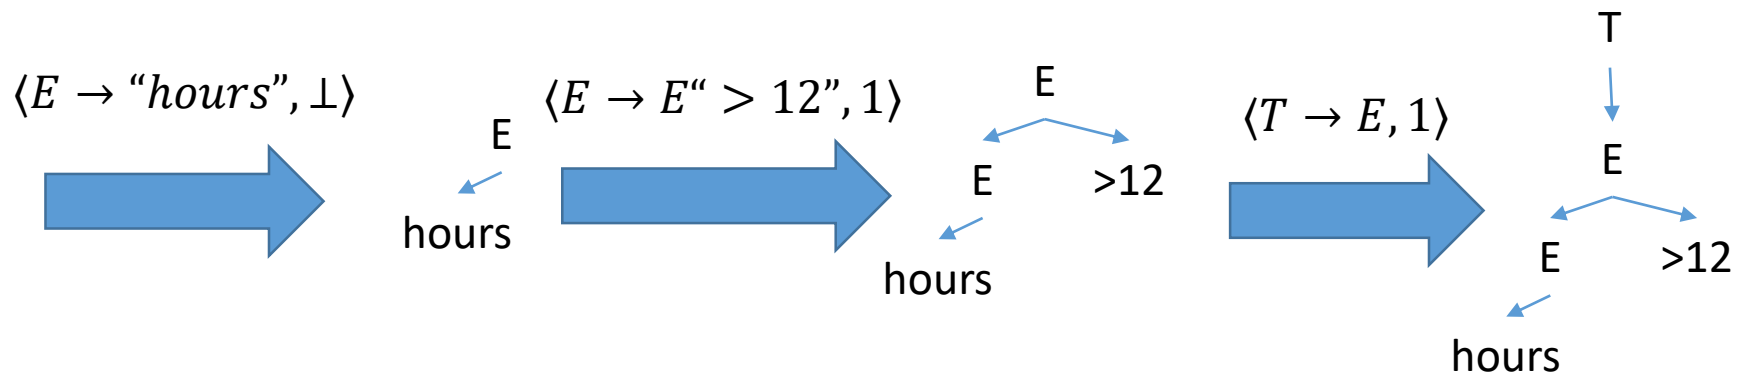 ⟨E → “hours”, ⊥⟩
E
hours
⟨E → E“ > 12”, 1⟩
E
E >12
hours
⟨T → E, 1⟩
T
E
E >12
hours